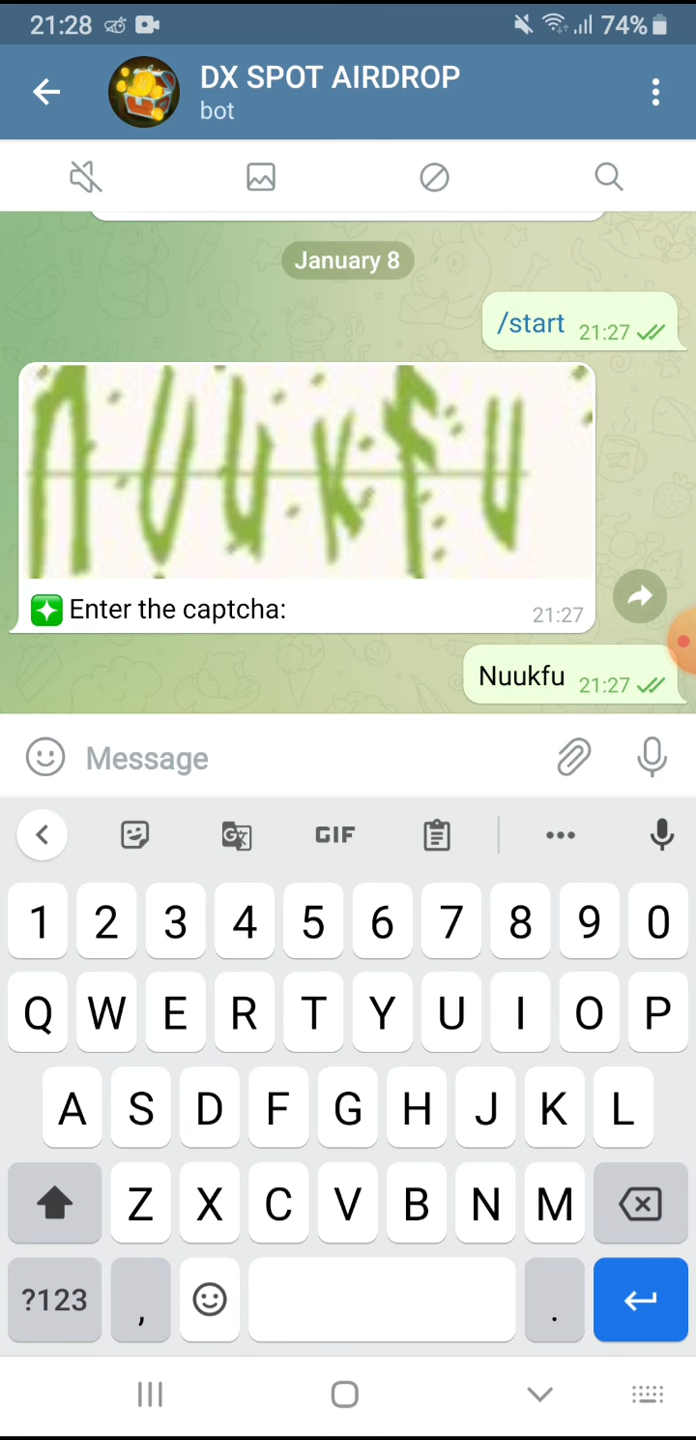 21:28 74%
DX SPOT AIRDROP
bot
January 8
/start 21:27
nuukfu
Enter the captcha:
21:27
Nuukfu 21:27
Message
GIF
1 2 3 4 5 6 7 8 9 0
Q W E R T Y U I O P
A S D F G H J K L
Z X C V B N M
?123 , .